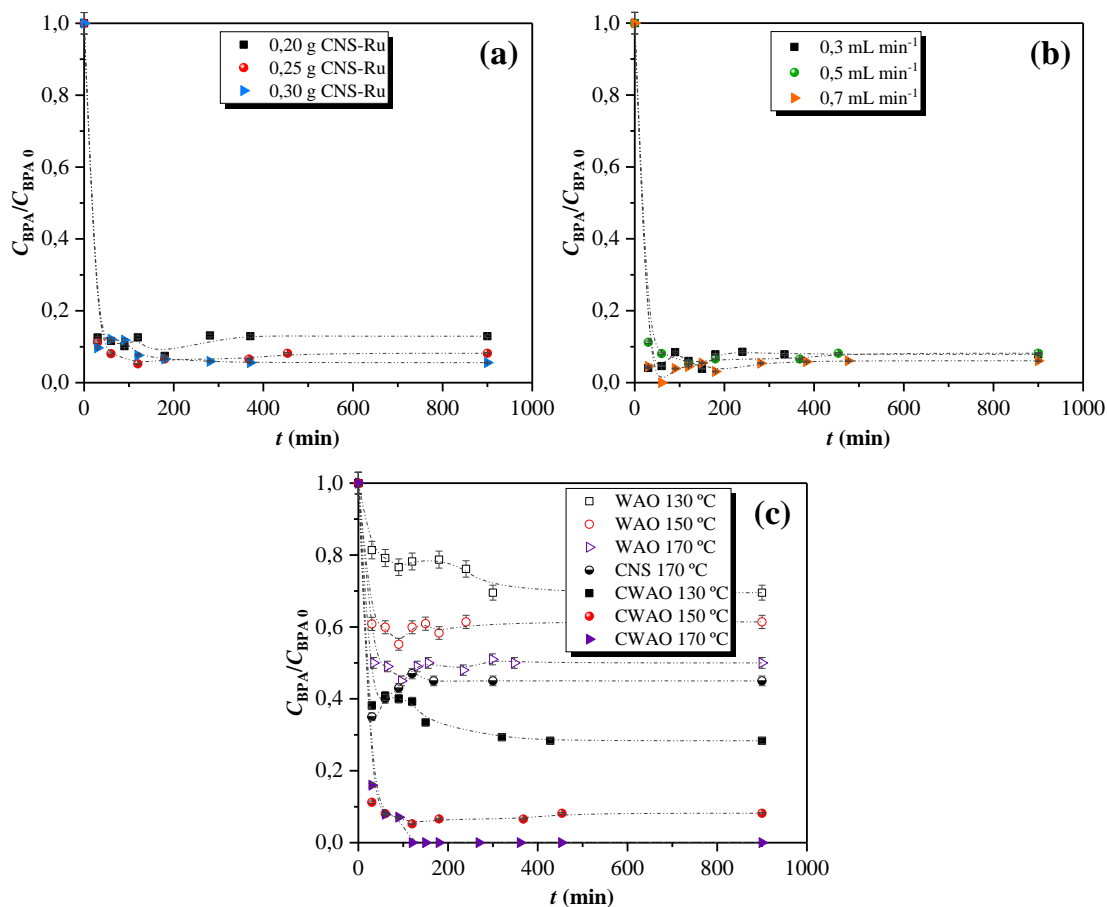 (a)
0,20 g CNS-Ru
0,25 g CNS-Ru
0,30 g CNS-Ru
1,0
0,8
0,6
0,4
0,2
0,0
C_BPA/C_BPA 0
0 200 400 600 800 1000
t (min)
(b)
0,3 mL min⁻¹
0,5 mL min⁻¹
0,7 mL min⁻¹
1,0
0,8
0,6
0,4
0,2
0,0
C_BPA/C_BPA 0
0 200 400 600 800 1000
t (min)
(c)
WAO 130 ºC
WAO 150 ºC
WAO 170 ºC
CNS 170 ºC
CWAO 130 ºC
CWAO 150 ºC
CWAO 170 ºC
1,0
0,8
0,6
0,4
0,2
0,0
C_BPA/C_BPA 0
0 200 400 600 800 1000
t (min)